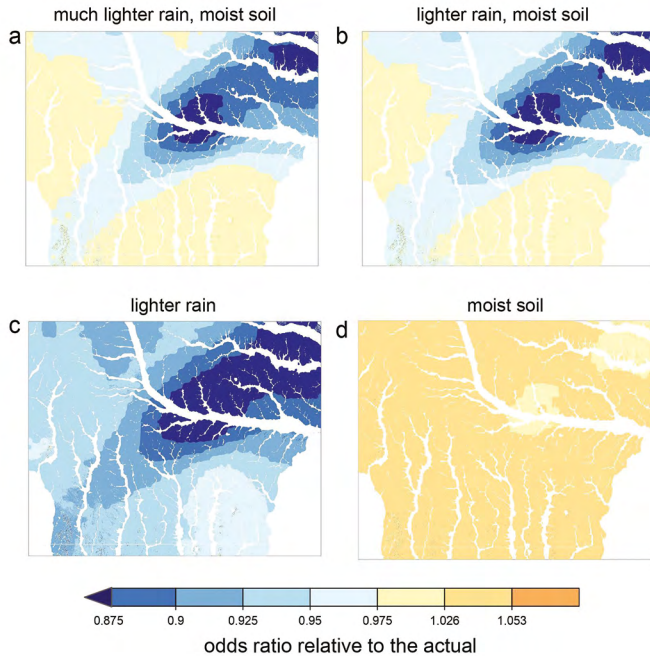 much lighter rain, moist soil
lighter rain, moist soil
a
b
lighter rain
moist soil
c
d
0.875 0.9 0.925 0.95 0.975 1.026 1.053
odds ratio relative to the actual